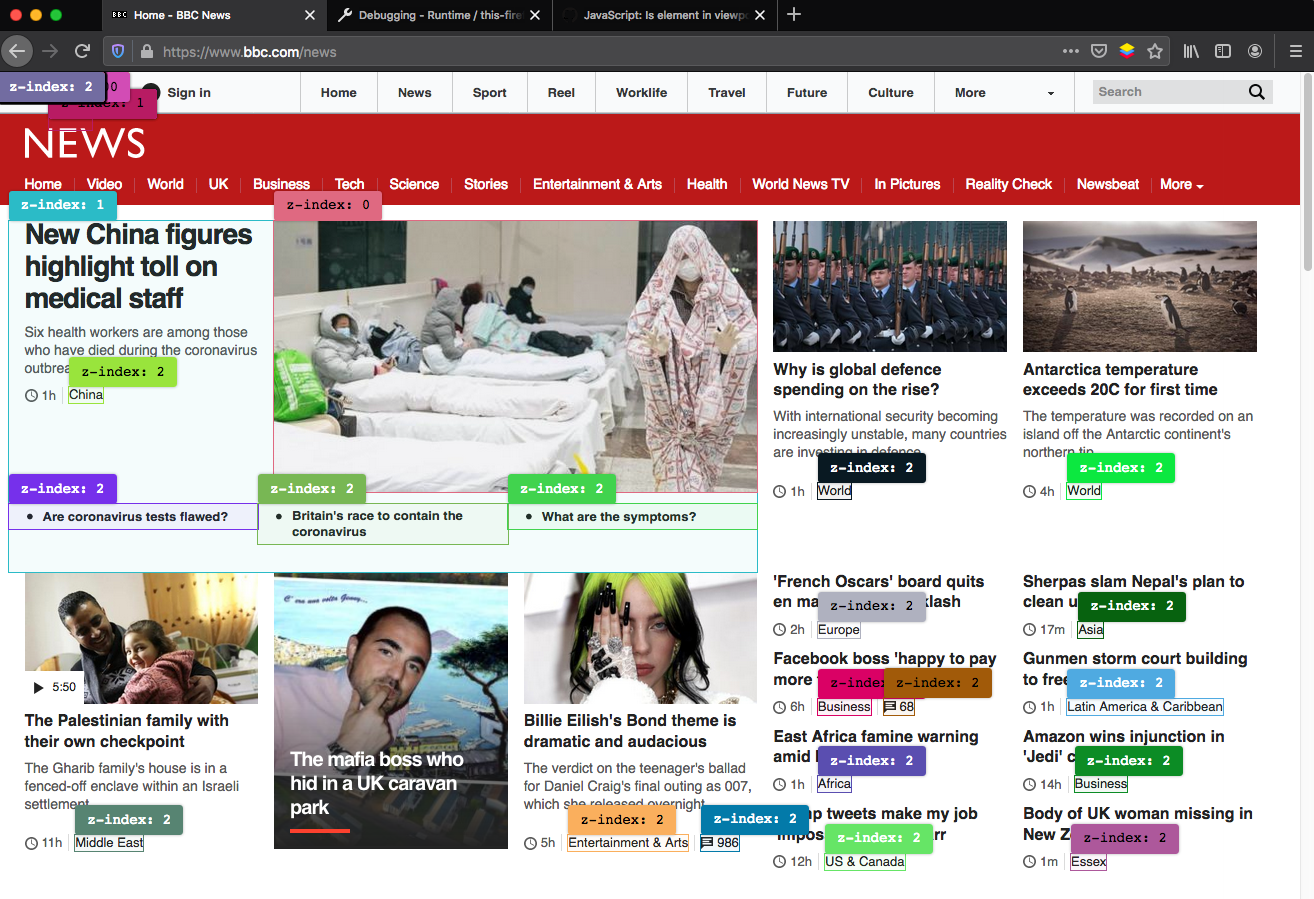 BBC Home - BBC News
Debugging - Runtime / this-fire
JavaScript: Is element in viewpo
https://www.bbc.com/news
z-index: 2
z-index: 1
Sign in
Home
News
Sport
Reel
Worklife
Travel
Future
Culture
More
Search
NEWS
Home
Video
World
UK
Business
Tech
Science
Stories
Entertainment & Arts
Health
World News TV
In Pictures
Reality Check
Newsbeat
More
z-index: 1
z-index: 0
New China figures
highlight toll on
medical staff
Six health workers are among those
who have died during the coronavirus
outbrea
z-index: 2
1h
China
z-index: 2
Are coronavirus tests flawed?
z-index: 2
Britain's race to contain the
coronavirus
z-index: 2
What are the symptoms?
Why is global defence
spending on the rise?
With international security becoming
increasingly unstable, many countries
are investing in defence
z-index: 2
1h
World
Antarctica temperature
exceeds 20C for first time
The temperature was recorded on an
island off the Antarctic continent's
northern tip
z-index: 2
4h
World
5:50
The Palestinian family with
their own checkpoint
The Gharib family's house is in a
fenced-off enclave within an Israeli
settlement
z-index: 2
11h
Middle East
C'era una volta Genny...
The mafia boss who
hid in a UK caravan
park
Billie Eilish's Bond theme is
dramatic and audacious
The verdict on the teenager's ballad
for Daniel Craig's final outing as 007,
which she released overnight
z-index: 2
z-index: 2
5h
Entertainment & Arts
986
'French Oscars' board quits
en ma
klash
z-index: 2
2h
Europe
Facebook boss 'happy to pay
more
z-index: 2
6h
Business
68
East Africa famine warning
amid
z-index: 2
1h
Africa
tweets make my job
z-index: 2
12h
US & Canada
Sherpas slam Nepal's plan to
clean u
z-index: 2
17m
Asia
Gunmen storm court building
to free
z-index: 2
1h
Latin America & Caribbean
Amazon wins injunction in
'Jedi' c
z-index: 2
14h
Business
Body of UK woman missing in
New Z
z-index: 2
1m
Essex